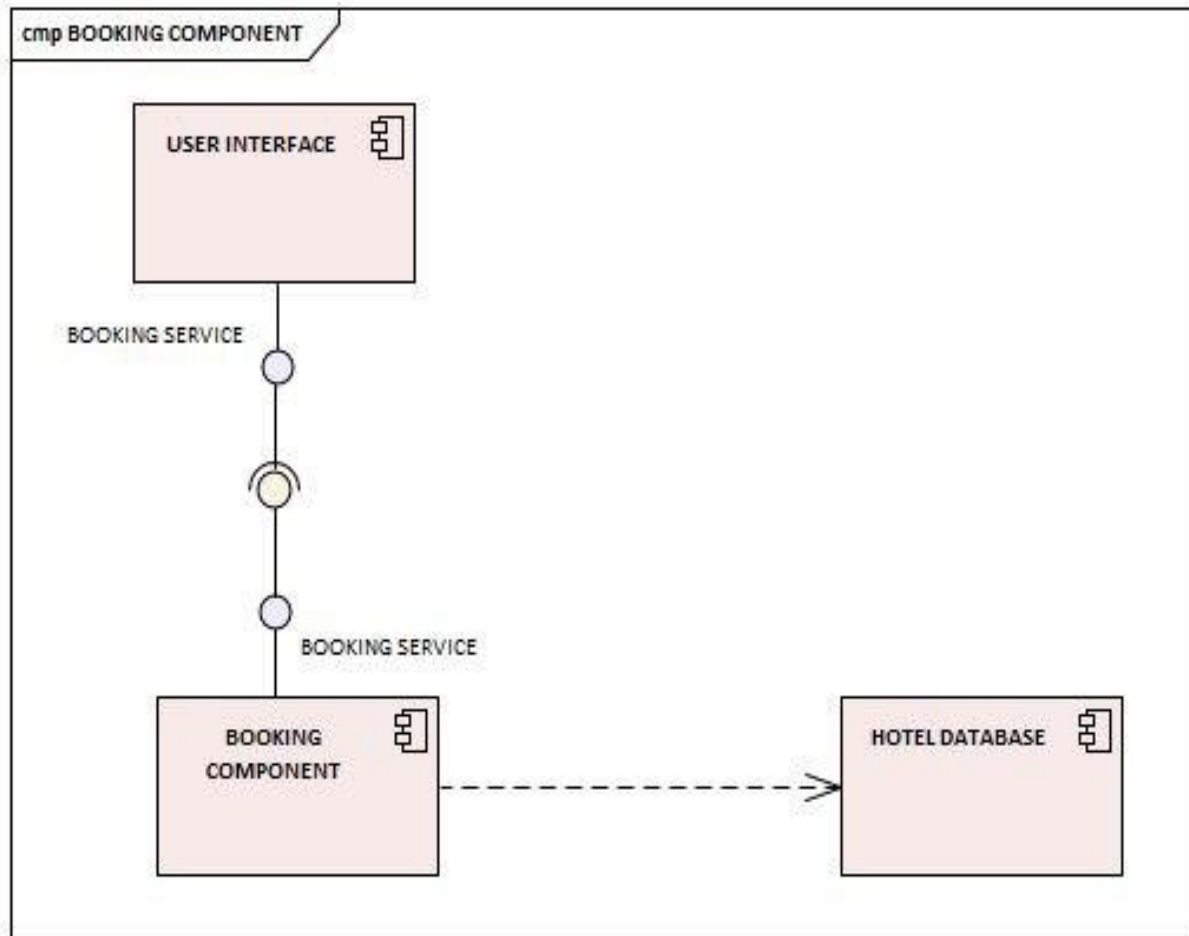 cmp BOOKING COMPONENT
USER INTERFACE
BOOKING SERVICE
BOOKING SERVICE
BOOKING
COMPONENT
HOTEL DATABASE